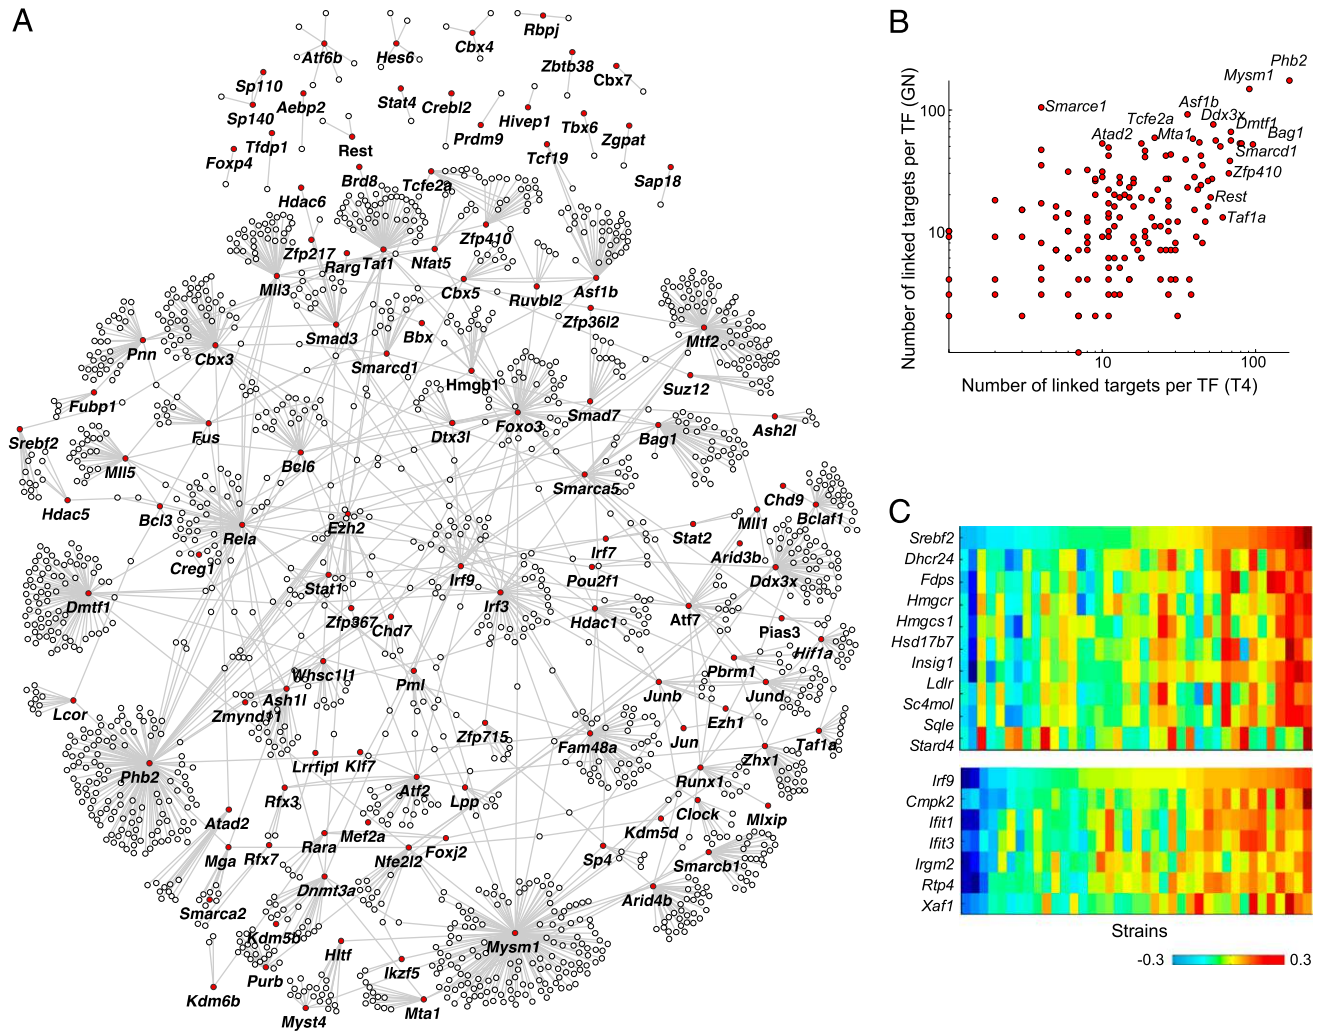 A
Rbpj
Atf6b
Hes6
Cbx4
Zbtb38
Cbx7
Sp110
Sp140
Aebp2
Stat4
Crebl2
Prdm9
Hivep1
Tbx6
Zgpat
Foxp4
Tfdp1
Rest
Tcf19
Sap18
Brd8
Tcfe2a
Hdac6
Zfp217
Rarg
Taf1
Nfat5
Zfp410
Mll3
Cbx5
Ruvbl2
Asf1b
Zfp36l2
Pnn
Cbx3
Smad3
Bbx
Smarcd1
Hmgb1
Mtf2
Suz12
Fubp1
Fus
Dtx3l
Foxo3
Smad7
Bag1
Ash2l
Srebf2
Mll5
Bcl6
Smarca5
Chd9
Hdac5
Bcl3
Rela
Ezh2
Stat2
Mll1
Bclaf1
Creg1
Stat1
Irf9
Irf7
Pou2f1
Arid3b
Ddx3x
Dmtf1
Zfp367
Chd7
Irf3
Hdac1
Atf7
Pias3
Hif1a
Whsc1l1
Pml
Pbrm1
Lcor
Zmynd11
Ash1l
Junb
Jund
Ezh1
Zfp715
Fam48a
Jun
Taf1a
Phb2
Lrrfip1
Klf7
Runx1
Zhx1
Rfx3
Atf2
Lpp
Clock
Mlxip
Atad2
Mef2a
Kdm5d
Mga
Rfx7
Rara
Nfe2l2
Foxj2
Sp4
Smarcb1
Smarca2
Dnmt3a
Arid4b
Kdm5b
Hltf
Mysm1
Purb
Ikzf5
Kdm6b
Myst4
Mta1
B
Number of linked targets per TF (GN)
100
10
Phb2
Mysm1
Smarce1
Asf1b
Tcfe2a
Ddx3x
Dmtf1
Atad2
Mta1
Bag1
Smarcd1
Zfp410
Rest
Taf1a
10
100
Number of linked targets per TF (T4)
C
Srebf2
Dhcr24
Fdps
Hmgcr
Hmgcs1
Hsd17b7
Insig1
Ldlr
Sc4mol
Sqle
Stard4
Irf9
Cmpk2
Ifit1
Ifit3
Irgm2
Rtp4
Xaf1
Strains
-0.3
0.3